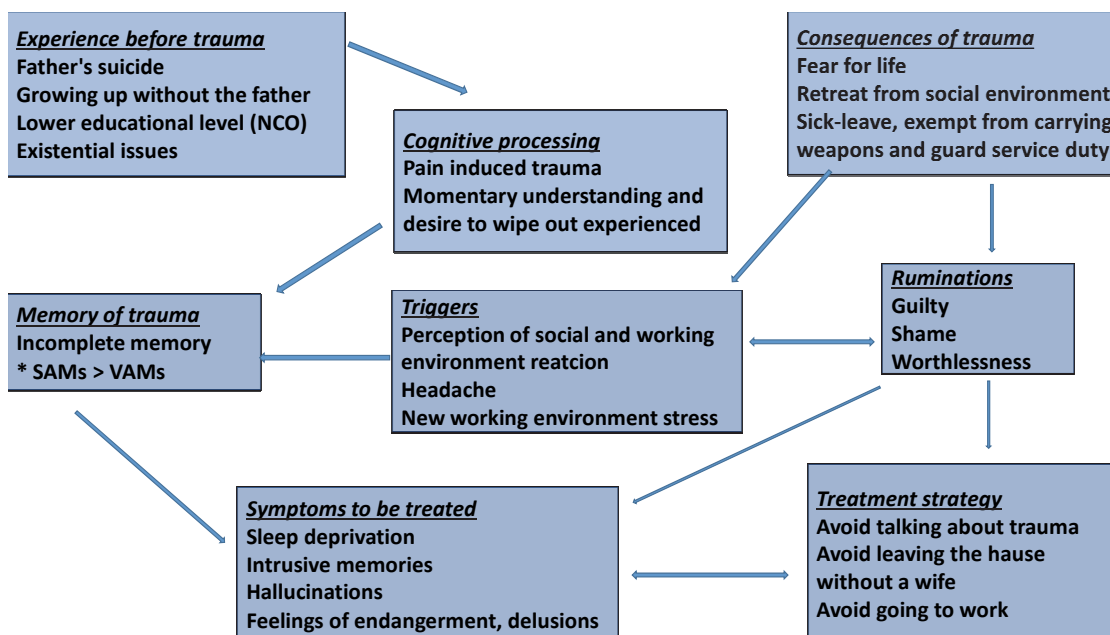 Experience before trauma
Father's suicide
Growing up without the father
Lower educational level (NCO)
Existential issues
Cognitive processing
Pain induced trauma
Momentary understanding and
desire to wipe out experienced
Consequences of trauma
Fear for life
Retreat from social environment
Sick-leave, exempt from carrying
weapons and guard service duty
Memory of trauma
Incomplete memory
* SAMs > VAMs
Triggers
Perception of social and working
environment reatcion
Headache
New working environment stress
Ruminations
Guilty
Shame
Worthlessness
Symptoms to be treated
Sleep deprivation
Intrusive memories
Hallucinations
Feelings of endangerment, delusions
Treatment strategy
Avoid talking about trauma
Avoid leaving the hause
without a wife
Avoid going to work